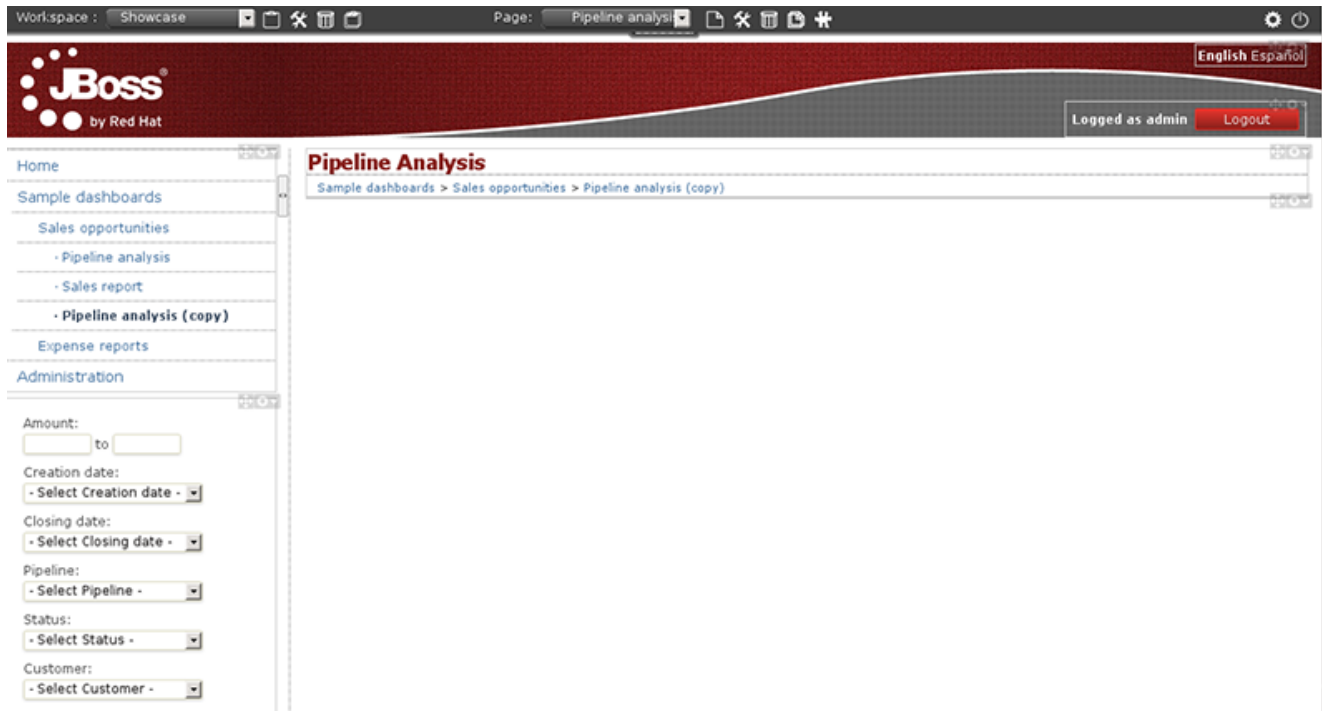 Workspace : Showcase Page: Pipeline analysi
English Español
JBoss®
by Red Hat
Logged as admin Logout
Home
Sample dashboards
Sales opportunities
· Pipeline analysis
· Sales report
· Pipeline analysis (copy)
Expense reports
Administration
Pipeline Analysis
Sample dashboards > Sales opportunities > Pipeline analysis (copy)
Amount:
to
Creation date:
- Select Creation date -
Closing date:
- Select Closing date -
Pipeline:
- Select Pipeline -
Status:
- Select Status -
Customer:
- Select Customer -